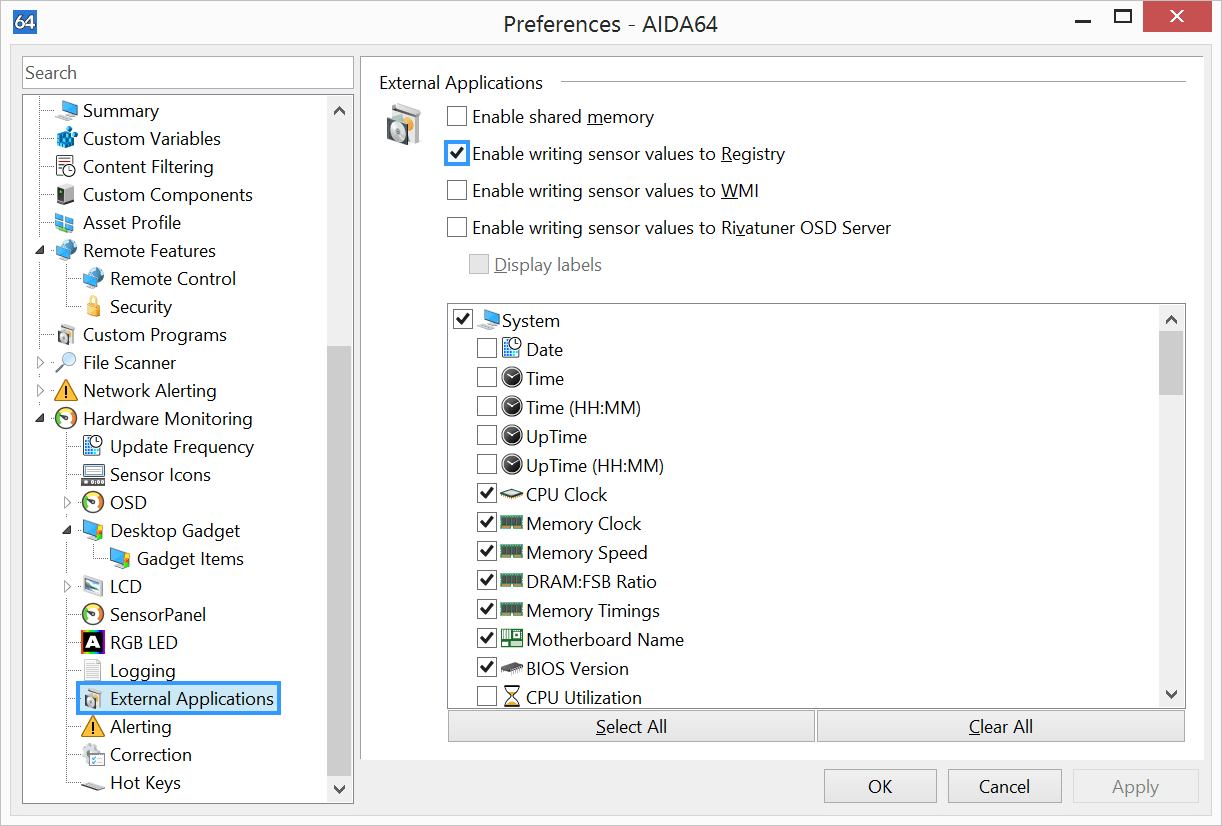 64
Preferences - AIDA64
Search
Summary
Custom Variables
Content Filtering
Custom Components
Asset Profile
Remote Features
Remote Control
Security
Custom Programs
File Scanner
Network Alerting
Hardware Monitoring
Update Frequency
Sensor Icons
OSD
Desktop Gadget
Gadget Items
LCD
SensorPanel
A RGB LED
Logging
External Applications
Alerting
Correction
Hot Keys
External Applications
Enable shared memory
Enable writing sensor values to Registry
Enable writing sensor values to WMI
Enable writing sensor values to Rivatuner OSD Server
Display labels
System
Date
Time
Time (HH:MM)
UpTime
UpTime (HH:MM)
CPU Clock
Memory Clock
Memory Speed
DRAM:FSB Ratio
Memory Timings
Motherboard Name
BIOS Version
CPU Utilization
Select All
Clear All
OK
Cancel
Apply